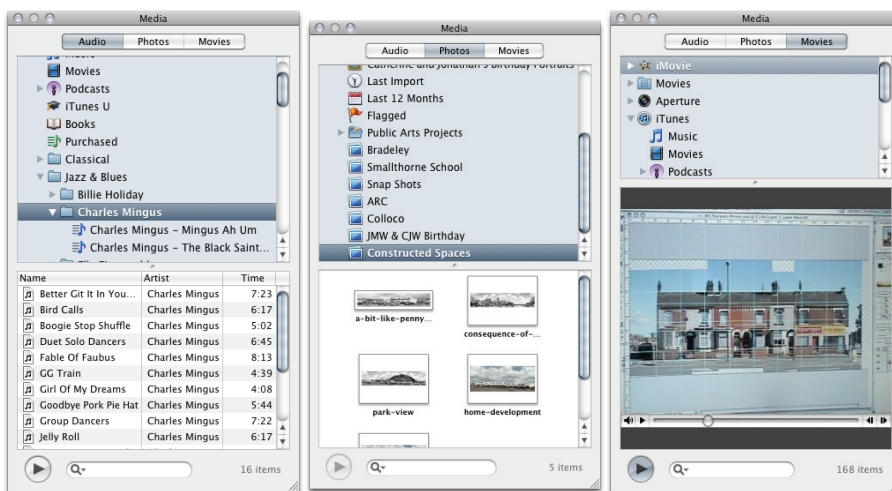 Media
Audio Photos Movies
Music
Movies
Podcasts
iTunes U
Books
Purchased
Classical
Jazz & Blues
Billie Holiday
Charles Mingus
Charles Mingus – Mingus Ah Um
Charles Mingus – The Black Saint...
Name Artist Time
Better Git It In You... Charles Mingus 7:23
Bird Calls Charles Mingus 6:17
Boogie Stop Shuffle Charles Mingus 5:02
Duet Solo Dancers Charles Mingus 6:45
Fable Of Faubus Charles Mingus 8:13
GG Train Charles Mingus 4:39
Girl Of My Dreams Charles Mingus 4:08
Goodbye Pork Pie Hat Charles Mingus 5:44
Group Dancers Charles Mingus 7:22
Jelly Roll Charles Mingus 6:17
16 items
Media
Audio Photos Movies
Catherine and Jonathan's Birthday Portraits
Last Import
Last 12 Months
Flagged
Public Arts Projects
Bradeley
Smallthorne School
Snap Shots
ARC
Colloco
JMW & CJW Birthday
Constructed Spaces
a-bit-like-penny...
consequence-of-...
park-view
home-development
5 items
Media
Audio Photos Movies
iMovie
Movies
Aperture
iTunes
Music
Movies
Podcasts
168 items